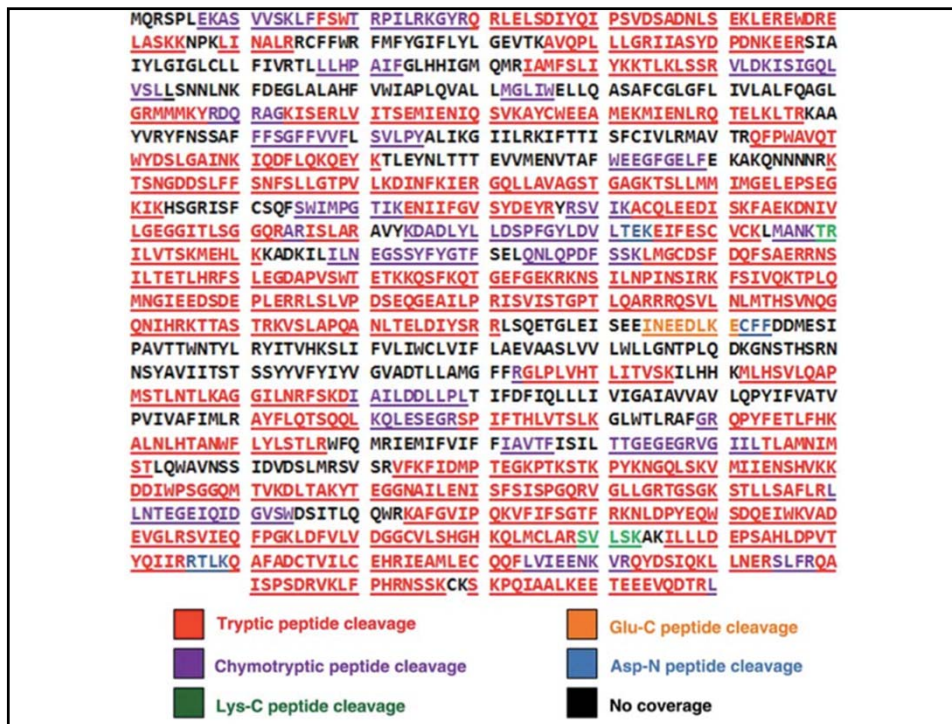 MQRSPLEKAS VVSKLFFSWT RPILRKGYRQ RLELSDIYQI PSVDSADNLS EKLEREWDRE
LASKKNPKLI NALRRCFFWR FMFYGIFLYL GEVTKAVQPL LLGRIIASYD PDNKEERSIA
IYLGIGLCLL FIVRTLLLHP AIFGLHHIGM QMRIAMFSLI YKKTLKLSSR VLDKISIGQL
VSLLSNNLNK FDEGLALAHF VWIAPLQVAL LMGLIWELLQ ASAFCGLGFL IVLALFQAGL
GRMMMKYRDQ RAGKISERLV ITSEMIENIQ SVKAYCWEEA MEKMIENLRQ TELKLTRKAA
YVRYFNSSAF FFSGFFVVFL SVLPYALIKG IILRKIFTTI SFCIVLRMAV TRQFPWAVQT
WYDSLGAINK IQDFLQKQEY KTLEYNLTTT EVVMENVTAF WEEGFGELFE KAKQNNNNRK
TSNGDDSLFF SNFSLLGTPV LKDINFKIER GQLLAVAGST GAGKTSLLMM IMGELEPSEG
KIKHSGRISF CSQFSWIMPG TIKENIIFGV SYDEYRYRSV IKACQLEEDI SKFAEKDNIV
LGEGGITLSG GQRARISLAR AVYKDADLYL LDSPFGYLDV LTEKEIFESC VCKLMANKTR
ILVTSKMEHL KKADKILILN EGSSYFYGTF SELQNLQPDF SSKLMGCDSF DQFSAERRNS
ILTETLHRFS LEGDAPVSWT ETKKQSFKQT GEFGEKRKNS ILNPINSIRK FSIVQKTPLQ
MNGIEEDSDE PLERRLSLVP DSEQGEAILP RISVISTGPT LQARRRQSVL NLMTHSVNQG
QNIHRKTTAS TRKVSLAPQA NLTELDIYSR RLSQETGLEI SEEINEEDLK ECFFDDMESI
PAVTTWNTYL RYITVHKSLI FVLIWCLVIF LAEVAASLVV LWLLGNTPLQ DKGNSTHSRN
NSYAVIITST SSYYVFYIYV GVADTLLAMG FFRGLPLVHT LITVSKILHH KMLHSVLQAP
MSTLNTLKAG GILNRFSKDI AILDDLLPLT IFDFIQLLLI VIGAIAVVAV LQPYIFVATV
PVIVAFIMLR AYFLQTSQQL KQLESEGRSP IFTHLVTSLK GLWTLRAFGR QPYFETLFHK
ALNLHTANWF LYLSTLRWFQ MRIEMIFVIF FIAVTFISIL TTGEGEGRVG IILTLAMNIM
STLQWAVNSS IDVDSLMRSV SRVFKFIDMP TEGKPTKSTK PYKNGQLSKV MIIENSHVKK
DDIWPSGGQM TVKDLTAKYT EGGNAILENI SFSISPGQRV GLLGRTGSGK STLLSAFLRL
LNTEGEIQID GVSWDSITLQ QWRKAFGVIP QKVFIFSGTF RKNLDPYEQW SDQEIWKVAD
EVGLRSVIEQ FPGKLDFVLV DGGCVLSHGH KQLMCLARSV LSKAKILLLD EPSAHLDPVT
YQIIRRTLKQ AFADCTVILC EHRIEAMLEC QQFLVIEENK VRQYDSIQKL LNERSLFRQA
ISPSDRVKLF PHRNSSKCKS KPQIAALKEE TEEEVQDTRL
Tryptic peptide cleavage
Glu-C peptide cleavage
Chymotryptic peptide cleavage
Asp-N peptide cleavage
Lys-C peptide cleavage
No coverage